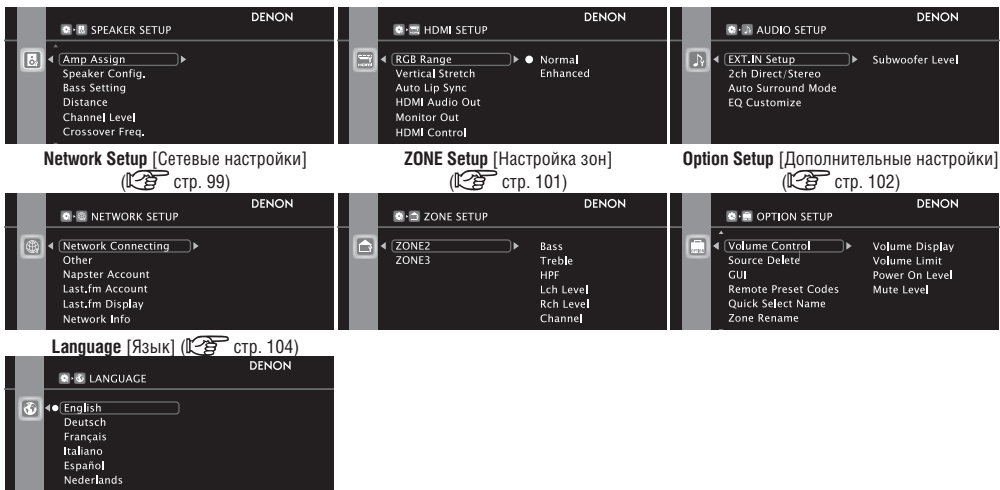 DENON
SPEAKER SETUP
Amp Assign
Speaker Config.
Bass Setting
Distance
Channel Level
Crossover Freq.
DENON
HDMI SETUP
HDMI
RGB Range
Vertical Stretch
Auto Lip Sync
HDMI Audio Out
Monitor Out
HDMI Control
Normal
Enhanced
DENON
AUDIO SETUP
EXT.IN Setup
2ch Direct/Stereo
Auto Surround Mode
EQ Customize
Subwoofer Level
Network Setup [Сетевые настройки]
( стр. 99)
ZONE Setup [Настройка зон]
( стр. 101)
Option Setup [Дополнительные настройки]
( стр. 102)
DENON
NETWORK SETUP
Network Connecting
Other
Napster Account
Last.fm Account
Last.fm Display
Network Info
DENON
ZONE SETUP
ZONE2
ZONE3
Bass
Treble
HPF
Lch Level
Rch Level
Channel
DENON
OPTION SETUP
OPTION
Volume Control
Source Delete
GUI
Remote Preset Codes
Quick Select Name
Zone Rename
Volume Display
Volume Limit
Power On Level
Mute Level
Language [Язык] ( стр. 104)
DENON
LANGUAGE
English
Deutsch
Français
Italiano
Español
Nederlands